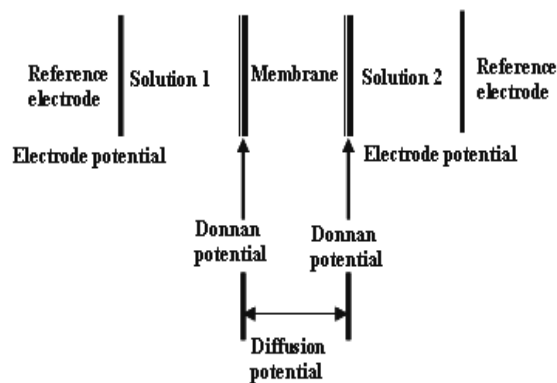 Reference
electrode
Solution 1
Membrane
Solution 2
Reference
electrode
Electrode potential
Electrode potential
Donnan
potential
Donnan
potential
Diffusion
potential